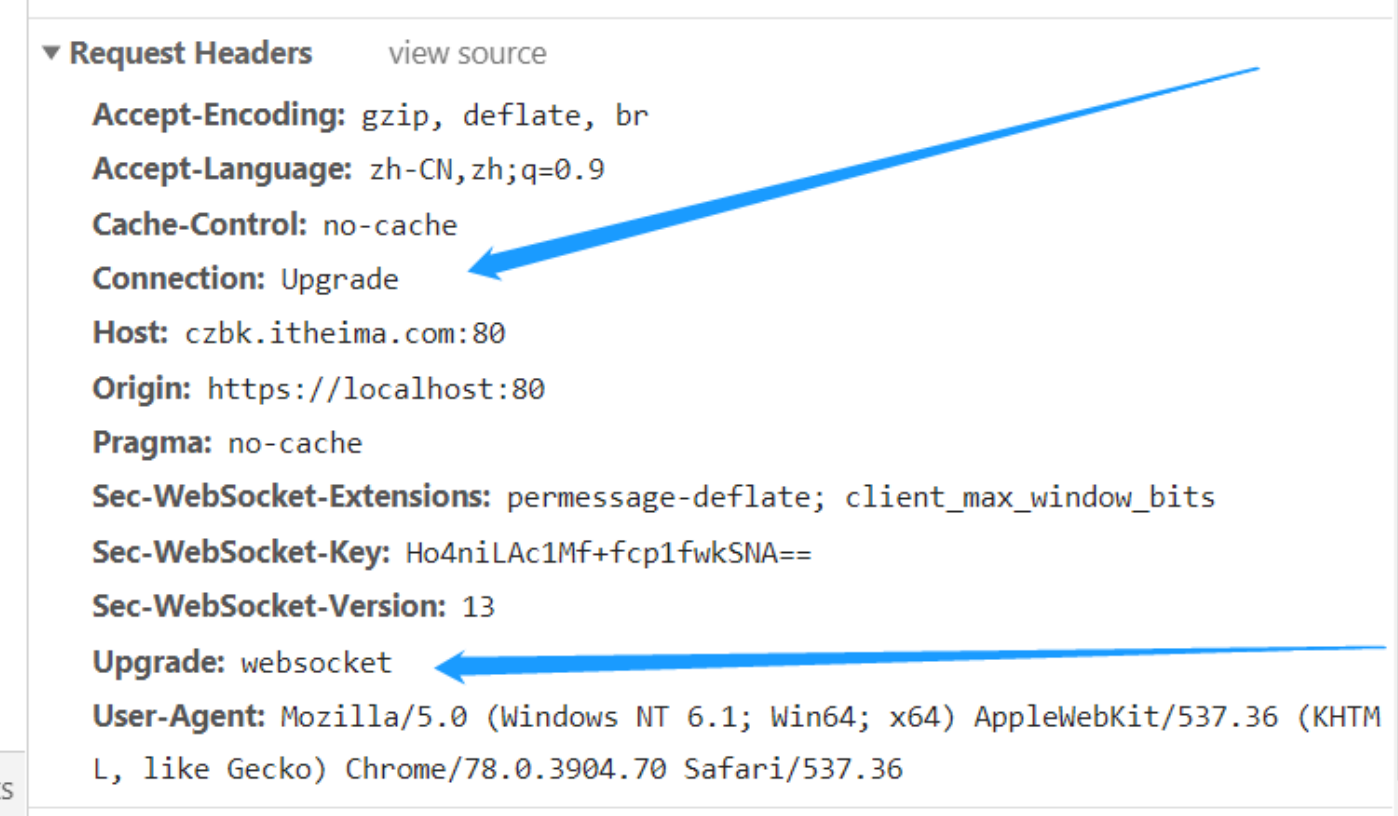 Request Headers view source
Accept-Encoding: gzip, deflate, br
Accept-Language: zh-CN,zh;q=0.9
Cache-Control: no-cache
Connection: Upgrade
Host: czbk.itheima.com:80
Origin: https://localhost:80
Pragma: no-cache
Sec-WebSocket-Extensions: permessage-deflate; client_max_window_bits
Sec-WebSocket-Key: Ho4niLAc1Mf+fcp1fwkSNA==
Sec-WebSocket-Version: 13
Upgrade: websocket
User-Agent: Mozilla/5.0 (Windows NT 6.1; Win64; x64) AppleWebKit/537.36 (KHTM
L, like Gecko) Chrome/78.0.3904.70 Safari/537.36